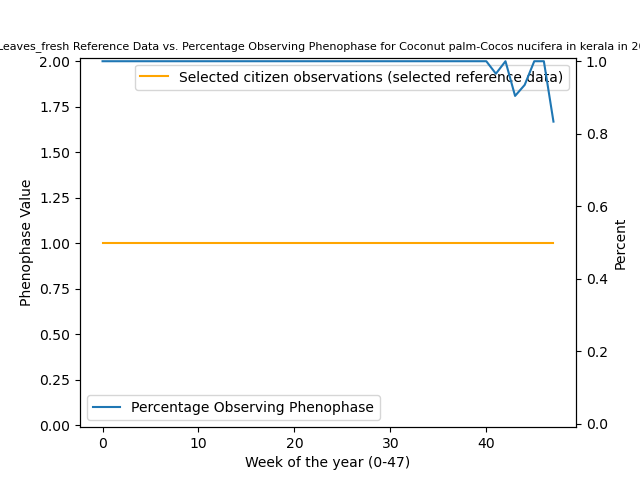 Leaves_fresh Reference Data vs. Percentage Observing Phenophase for Coconut palm-Cocos nucifera in kerala in
2.00
1.75
1.50
1.25
1.00
0.75
0.50
0.25
0.00
Phenophase Value
Selected citizen observations (selected reference data)
Percentage Observing Phenophase
1.0
0.8
0.6
0.4
0.2
0.0
Percent
0 10 20 30 40
Week of the year (0-47)